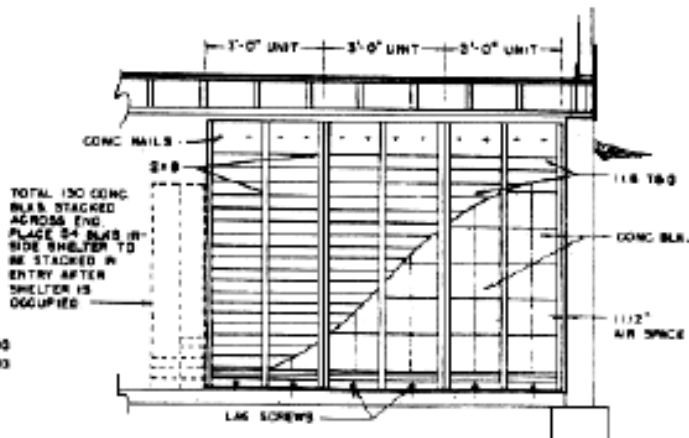 3'-0" UNIT 3'-0" UNIT 3'-0" UNIT
CONC NAILS
2X8
TOTAL 130 CONC.
BLKS. STACKED
ACROSS END.
PLACE 54 BLKS IN-
SIDE SHELTER TO
BE STACKED IN
ENTRY AFTER
SHELTER IS
OCCUPIED
1X6 T&G
CONC BLK.
1 1/2"
AIR SPACE
LAG SCREWS